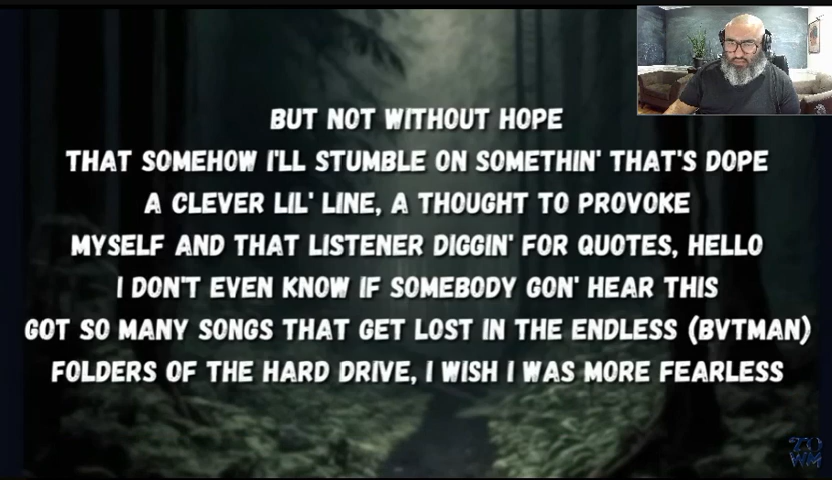 BUT NOT WITHOUT HOPE
THAT SOMEHOW I'LL STUMBLE ON SOMETHIN' THAT'S DOPE
A CLEVER LIL' LINE, A THOUGHT TO PROVOKE
MYSELF AND THAT LISTENER DIGGIN' FOR QUOTES, HELLO
I DON'T EVEN KNOW IF SOMEBODY GON' HEAR THIS
GOT SO MANY SONGS THAT GET LOST IN THE ENDLESS (BVTMAN)
FOLDERS OF THE HARD DRIVE, I WISH I WAS MORE FEARLESS